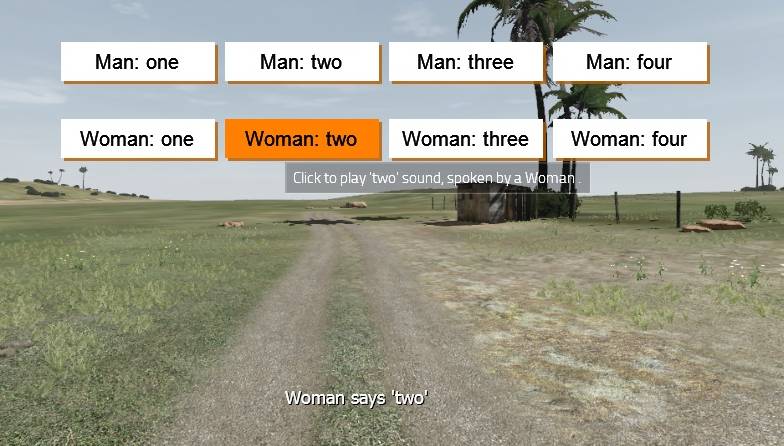 Man: one
Man: two
Man: three
Man: four
Woman: one
Woman: two
Woman: three
Woman: four
Click to play 'two' sound, spoken by a Woman.
Woman says 'two'